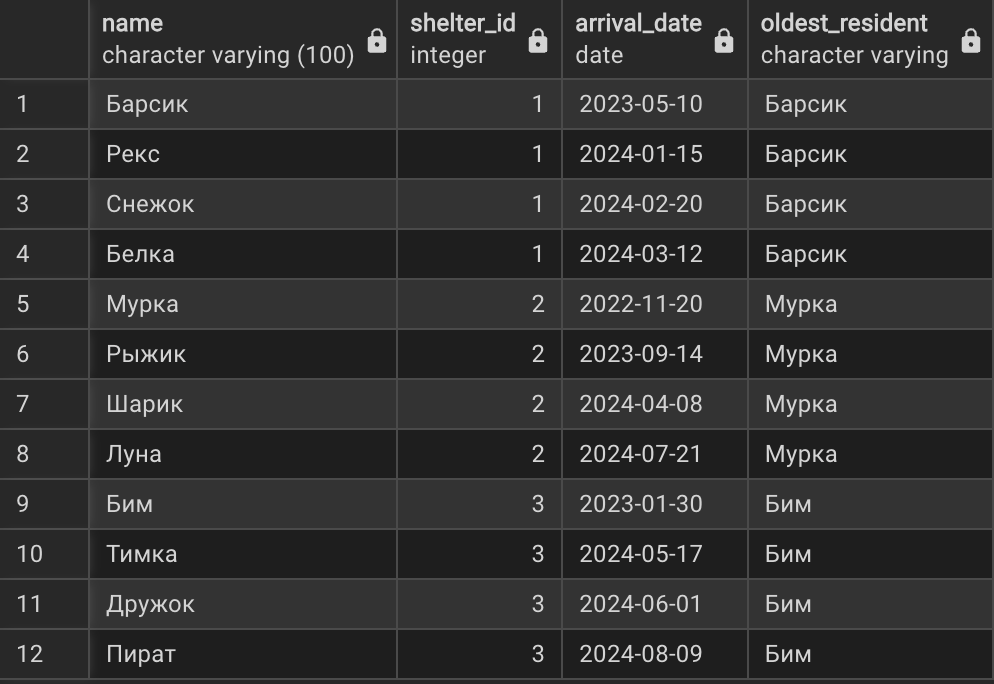 name shelter_id arrival_date oldest_resident
character varying (100) integer date character varying
1 Барсик 1 2023-05-10 Барсик
2 Рекс 1 2024-01-15 Барсик
3 Снежок 1 2024-02-20 Барсик
4 Белка 1 2024-03-12 Барсик
5 Мурка 2 2022-11-20 Мурка
6 Рыжик 2 2023-09-14 Мурка
7 Шарик 2 2024-04-08 Мурка
8 Луна 2 2024-07-21 Мурка
9 Бим 3 2023-01-30 Бим
10 Тимка 3 2024-05-17 Бим
11 Дружок 3 2024-06-01 Бим
12 Пират 3 2024-08-09 Бим